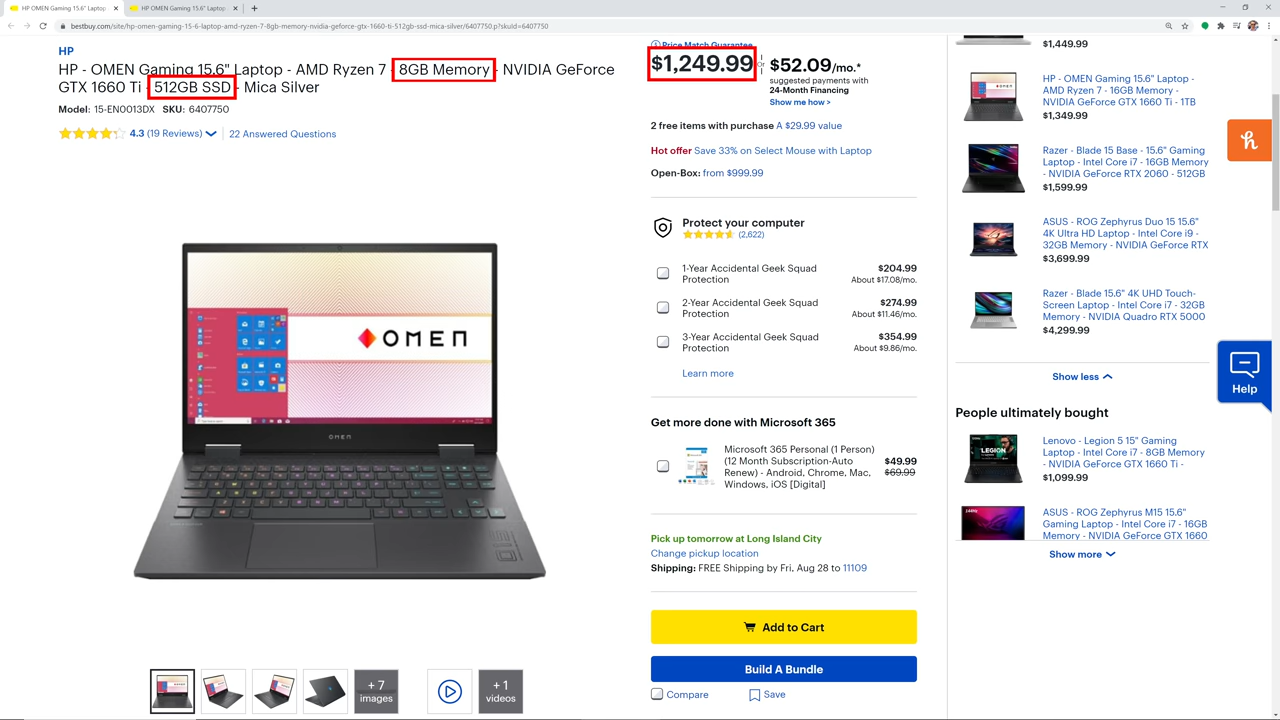 HP OMEN Gaming 15.6" Laptop
HP OMEN Gaming 15.6" Laptop
bestbuy.com/site/hp-omen-gaming-15-6-laptop-amd-ryzen-7-8gb-memory-nvidia-geforce-gtx-1660-ti-512gb-ssd-mica-silver/6407750.p?skuId=6407750
HP
HP - OMEN Gaming 15.6" Laptop - AMD Ryzen 7 - 8GB Memory - NVIDIA GeForce
GTX 1660 Ti - 512GB SSD - Mica Silver
Model: 15-EN0013DX SKU: 6407750
4.3 (19 Reviews)
22 Answered Questions
OMEN
OMEN
+ 7
images
+ 1
videos
Price Match Guarantee
$1,249.99
$52.09/mo.*
suggested payments with
24-Month Financing
Show me how >
2 free items with purchase A $29.99 value
Hot offer Save 33% on Select Mouse with Laptop
Open-Box: from $999.99
Protect your computer
(2,622)
1-Year Accidental Geek Squad
Protection
$204.99
About $17.08/mo.
2-Year Accidental Geek Squad
Protection
$274.99
About $11.46/mo.
3-Year Accidental Geek Squad
Protection
$354.99
About $9.86/mo.
Learn more
Get more done with Microsoft 365
Microsoft 365 Personal (1 Person)
(12 Month Subscription-Auto
Renew) - Android, Chrome, Mac,
Windows, iOS [Digital]
$49.99
$69.99
Pick up tomorrow at Long Island City
Change pickup location
Shipping: FREE Shipping by Fri, Aug 28 to 11109
Add to Cart
Build A Bundle
Compare
Save
$1,449.99
HP - OMEN Gaming 15.6" Laptop -
AMD Ryzen 7 - 16GB Memory -
NVIDIA GeForce GTX 1660 Ti - 1TB
$1,349.99
Razer - Blade 15 Base - 15.6" Gaming
Laptop - Intel Core i7 - 16GB Memory
- NVIDIA GeForce RTX 2060 - 512GB
$1,599.99
ASUS - ROG Zephyrus Duo 15 15.6"
4K Ultra HD Laptop - Intel Core i9 -
32GB Memory - NVIDIA GeForce RTX
$3,699.99
Razer - Blade 15.6" 4K UHD Touch-
Screen Laptop - Intel Core i7 - 32GB
Memory - NVIDIA Quadro RTX 5000
$4,299.99
Show less
People ultimately bought
LEGION
Lenovo - Legion 5 15" Gaming
Laptop - Intel Core i7 - 8GB Memory
- NVIDIA GeForce GTX 1660 Ti -
$1,099.99
ASUS - ROG Zephyrus M15 15.6"
Gaming Laptop - Intel Core i7 - 16GB
Memory - NVIDIA GeForce GTX 1660
Show more
h
Help